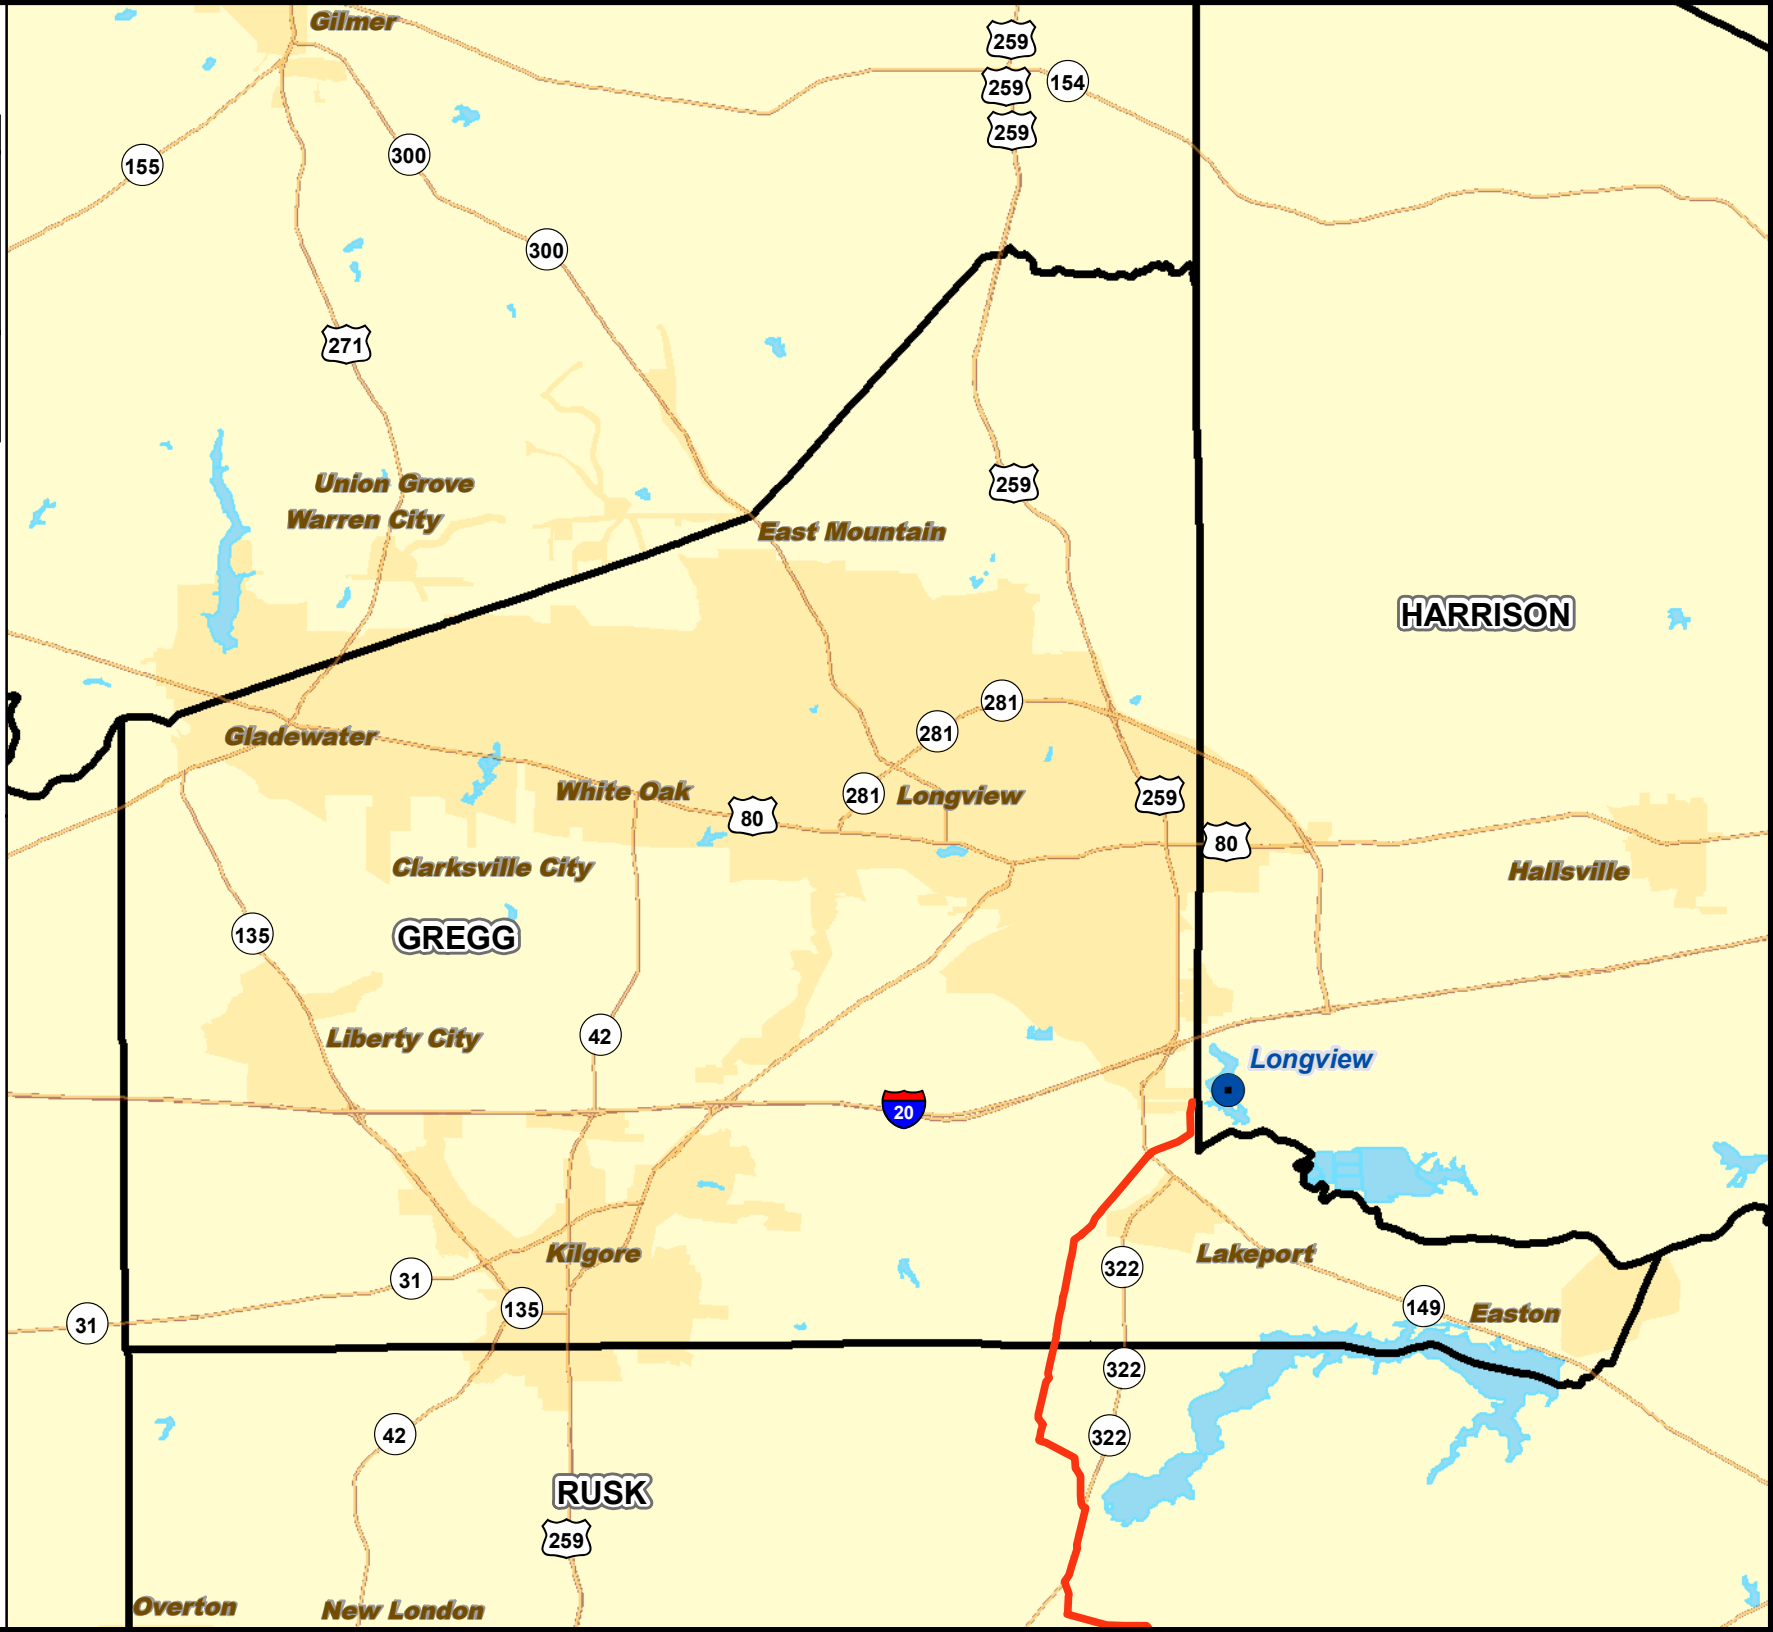 Gilmer
259
259
154
259
300
155
300
271
Union Grove
259
Warren City
East Mountain
HARRISON
281
281
Gladewater
White Oak
281
Longview
259
80
80
Clarksville City
Hallsville
135
GREGG
Liberty City
42
Longview
20
Kilgore
Lakeport
31
322
135
149
Easton
31
322
42
322
RUSK
259
Overton
New London